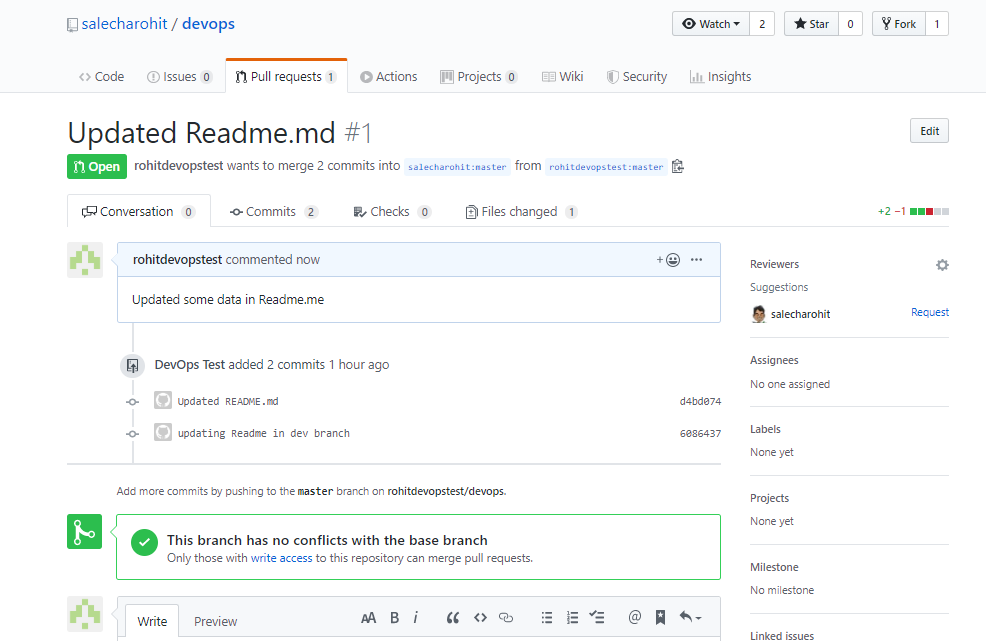 salecharohit / devops
Watch 2 Star 0 Fork 1
Code Issues 0 Pull requests 1 Actions Projects 0 Wiki Security Insights
Updated Readme.md #1
Edit
Open rohitdevopstest wants to merge 2 commits into salecharohit:master from rohitdevopstest:master
Conversation 0 Commits 2 Checks 0 Files changed 1
+2 −1
rohitdevopstest commented now
Updated some data in Readme.me
DevOps Test added 2 commits 1 hour ago
Updated README.md d4bd074
updating Readme in dev branch 6086437
Add more commits by pushing to the master branch on rohitdevopstest/devops.
This branch has no conflicts with the base branch
Only those with write access to this repository can merge pull requests.
Write Preview AA B i
Reviewers
Suggestions
salecharohit Request
Assignees
No one assigned
Labels
None yet
Projects
None yet
Milestone
No milestone
Linked issues